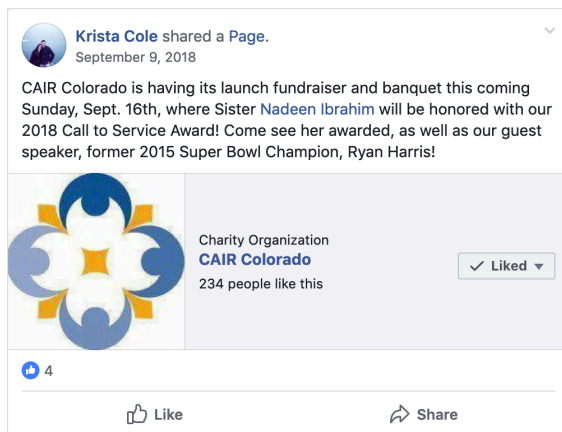 Krista Cole shared a Page.
September 9, 2018
CAIR Colorado is having its launch fundraiser and banquet this coming
Sunday, Sept. 16th, where Sister Nadeen Ibrahim will be honored with our
2018 Call to Service Award! Come see her awarded, as well as our guest
speaker, former 2015 Super Bowl Champion, Ryan Harris!
Charity Organization
CAIR Colorado
234 people like this
Liked
4
Like
Share